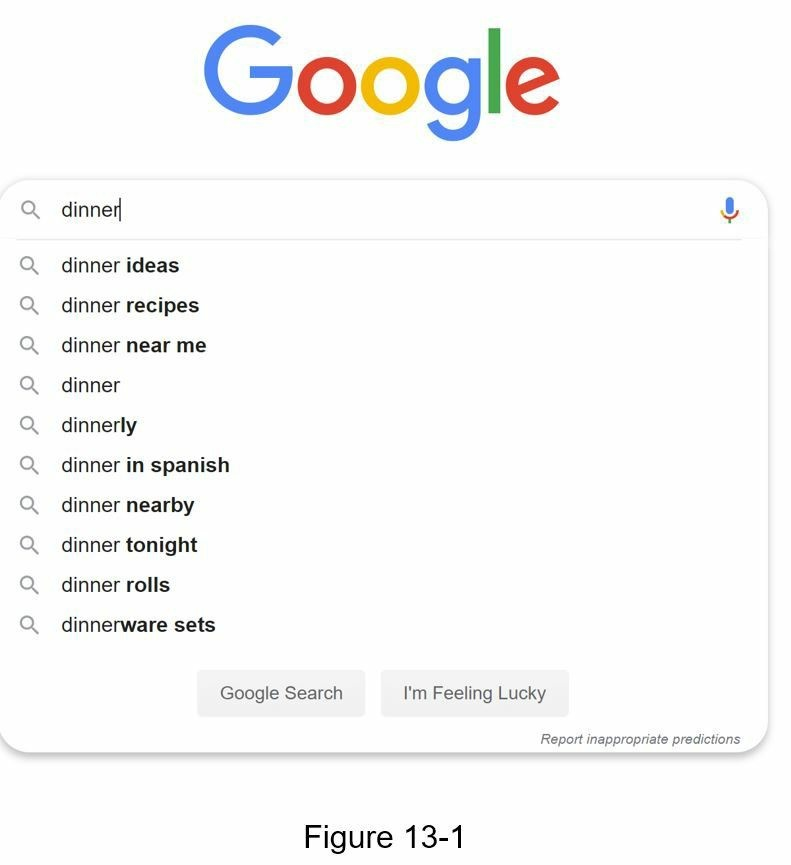 Google
dinner
dinner ideas
dinner recipes
dinner near me
dinner
dinnerly
dinner in spanish
dinner nearby
dinner tonight
dinner rolls
dinnerware sets
Google Search I'm Feeling Lucky
Report inappropriate predictions
Figure 13-1